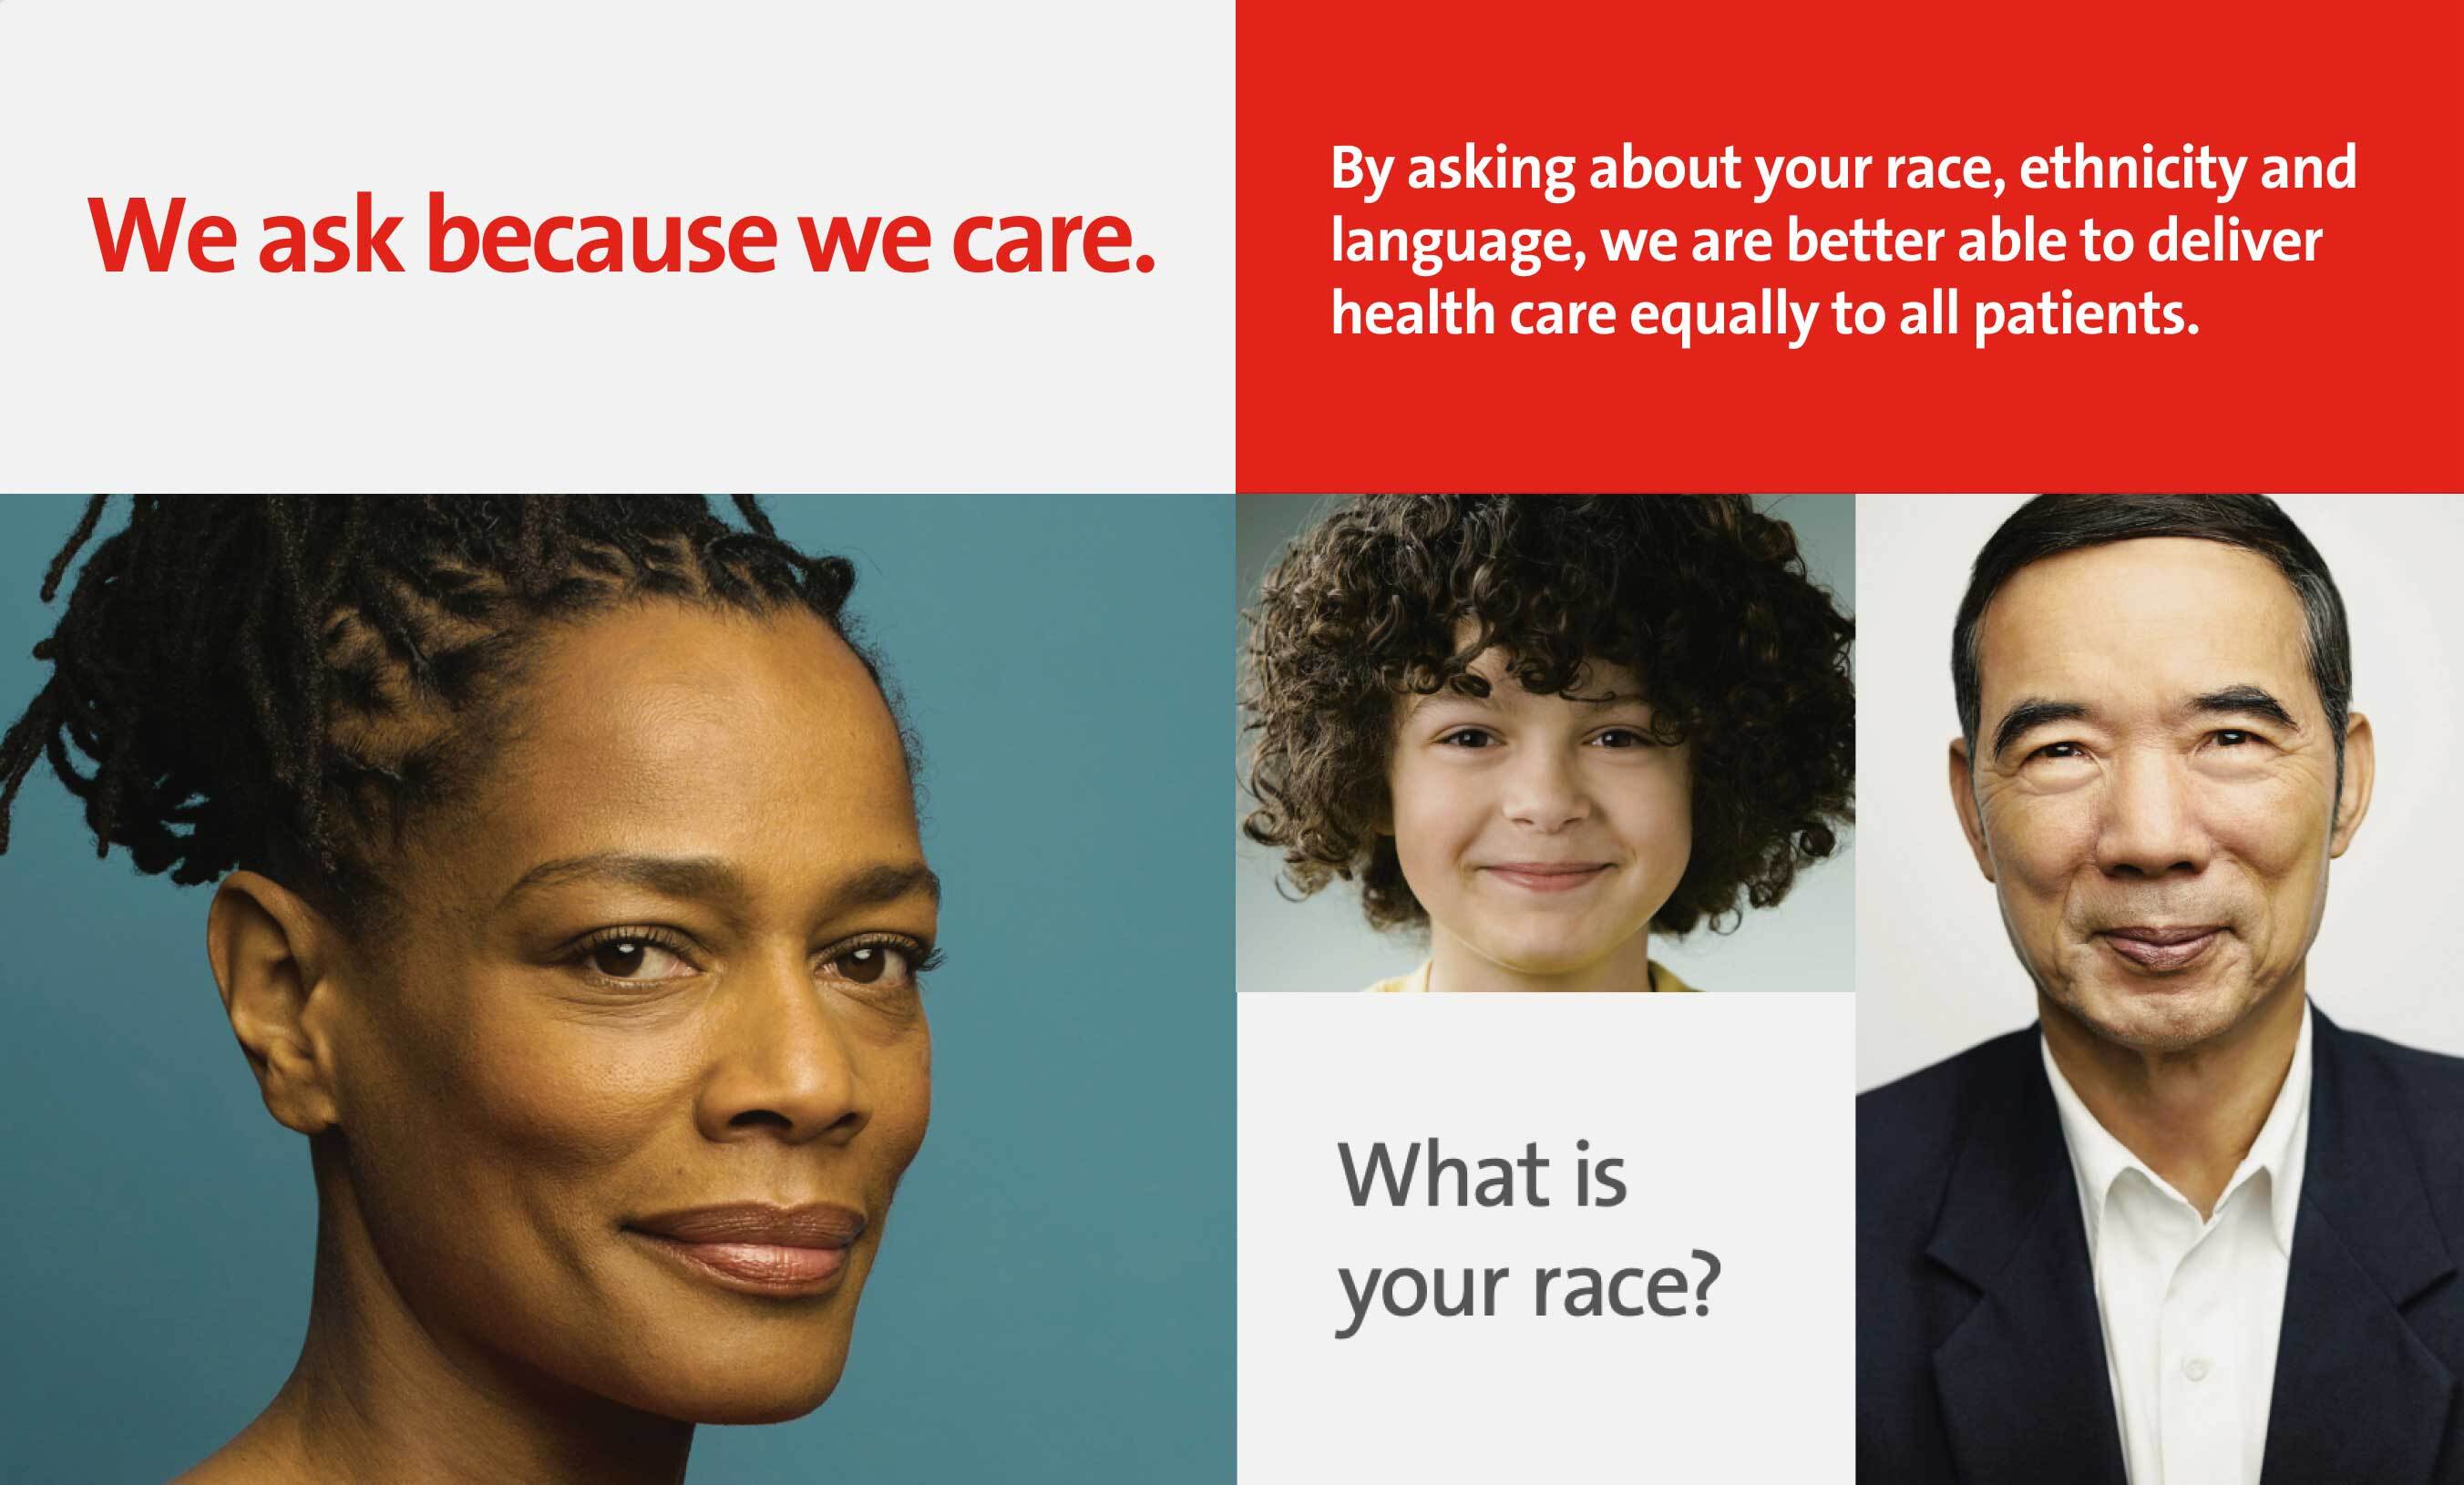 We ask because we care.
By asking about your race, ethnicity and
language, we are better able to deliver
health care equally to all patients.
What is
your race?